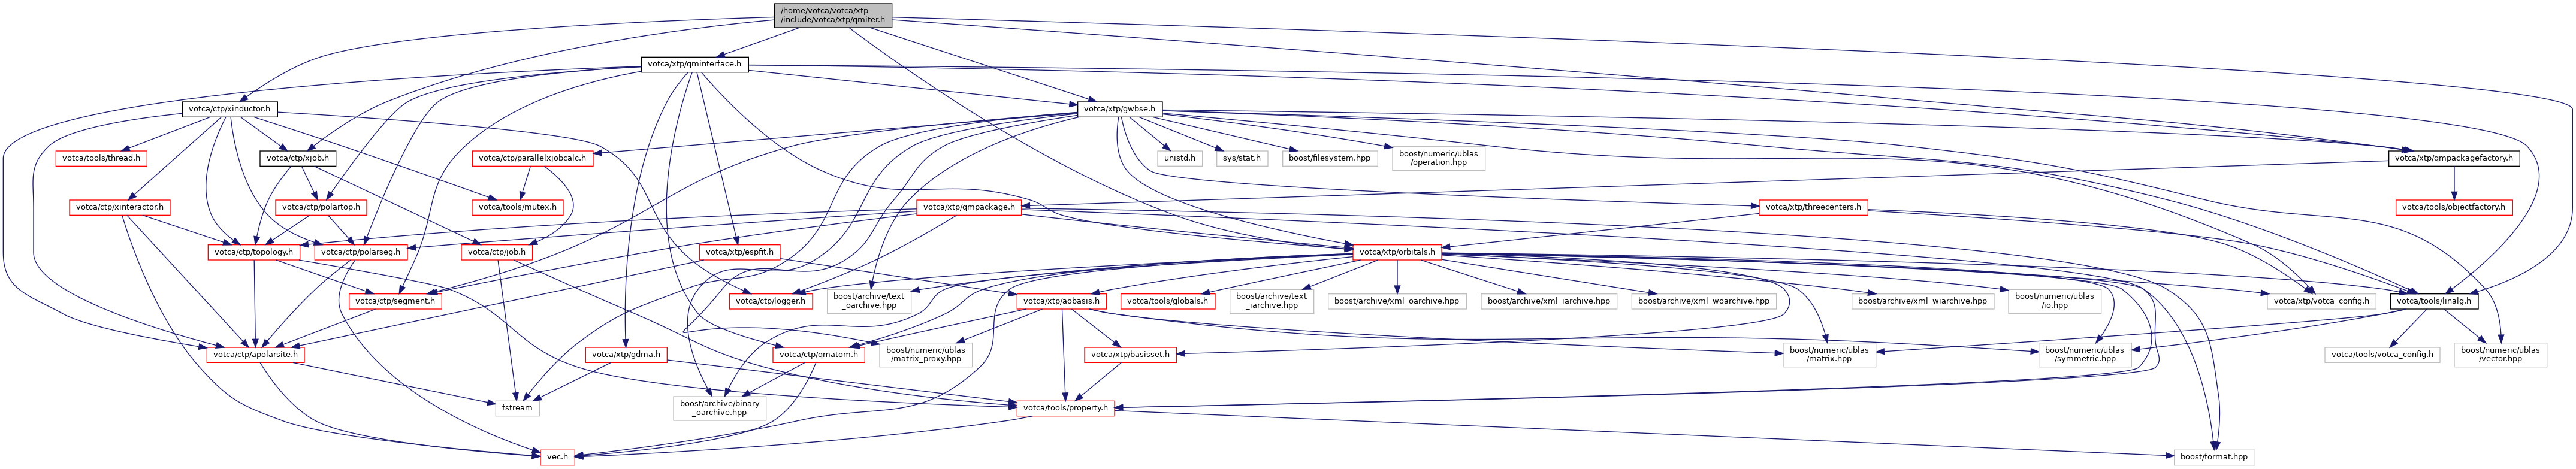 /home/votca/votca/xtp
/include/votca/xtp/qmiter.h
votca/xtp/qminterface.h
votca/ctp/xinductor.h
votca/xtp/gwbse.h
votca/tools/thread.h
votca/ctp/xjob.h
votca/ctp/parallelxjobcalc.h
unistd.h
sys/stat.h
boost/filesystem.hpp
boost/numeric/ublas
/operation.hpp
votca/xtp/qmpackagefactory.h
votca/ctp/xinteractor.h
votca/ctp/polartop.h
votca/tools/mutex.h
votca/xtp/qmpackage.h
votca/xtp/threecenters.h
votca/tools/objectfactory.h
votca/ctp/topology.h
votca/ctp/polarseg.h
votca/ctp/job.h
votca/xtp/espfit.h
votca/xtp/orbitals.h
votca/ctp/segment.h
votca/ctp/logger.h
boost/archive/text
_oarchive.hpp
votca/xtp/aobasis.h
votca/tools/globals.h
boost/archive/text
_iarchive.hpp
boost/archive/xml_oarchive.hpp
boost/archive/xml_iarchive.hpp
boost/archive/xml_woarchive.hpp
boost/archive/xml_wiarchive.hpp
boost/numeric/ublas
/io.hpp
votca/xtp/votca_config.h
votca/tools/linalg.h
votca/ctp/apolarsite.h
votca/xtp/gdma.h
votca/ctp/qmatom.h
boost/numeric/ublas
/matrix_proxy.hpp
votca/xtp/basisset.h
boost/numeric/ublas
/matrix.hpp
boost/numeric/ublas
/symmetric.hpp
votca/tools/votca_config.h
boost/numeric/ublas
/vector.hpp
fstream
boost/archive/binary
_oarchive.hpp
votca/tools/property.h
vec.h
boost/format.hpp